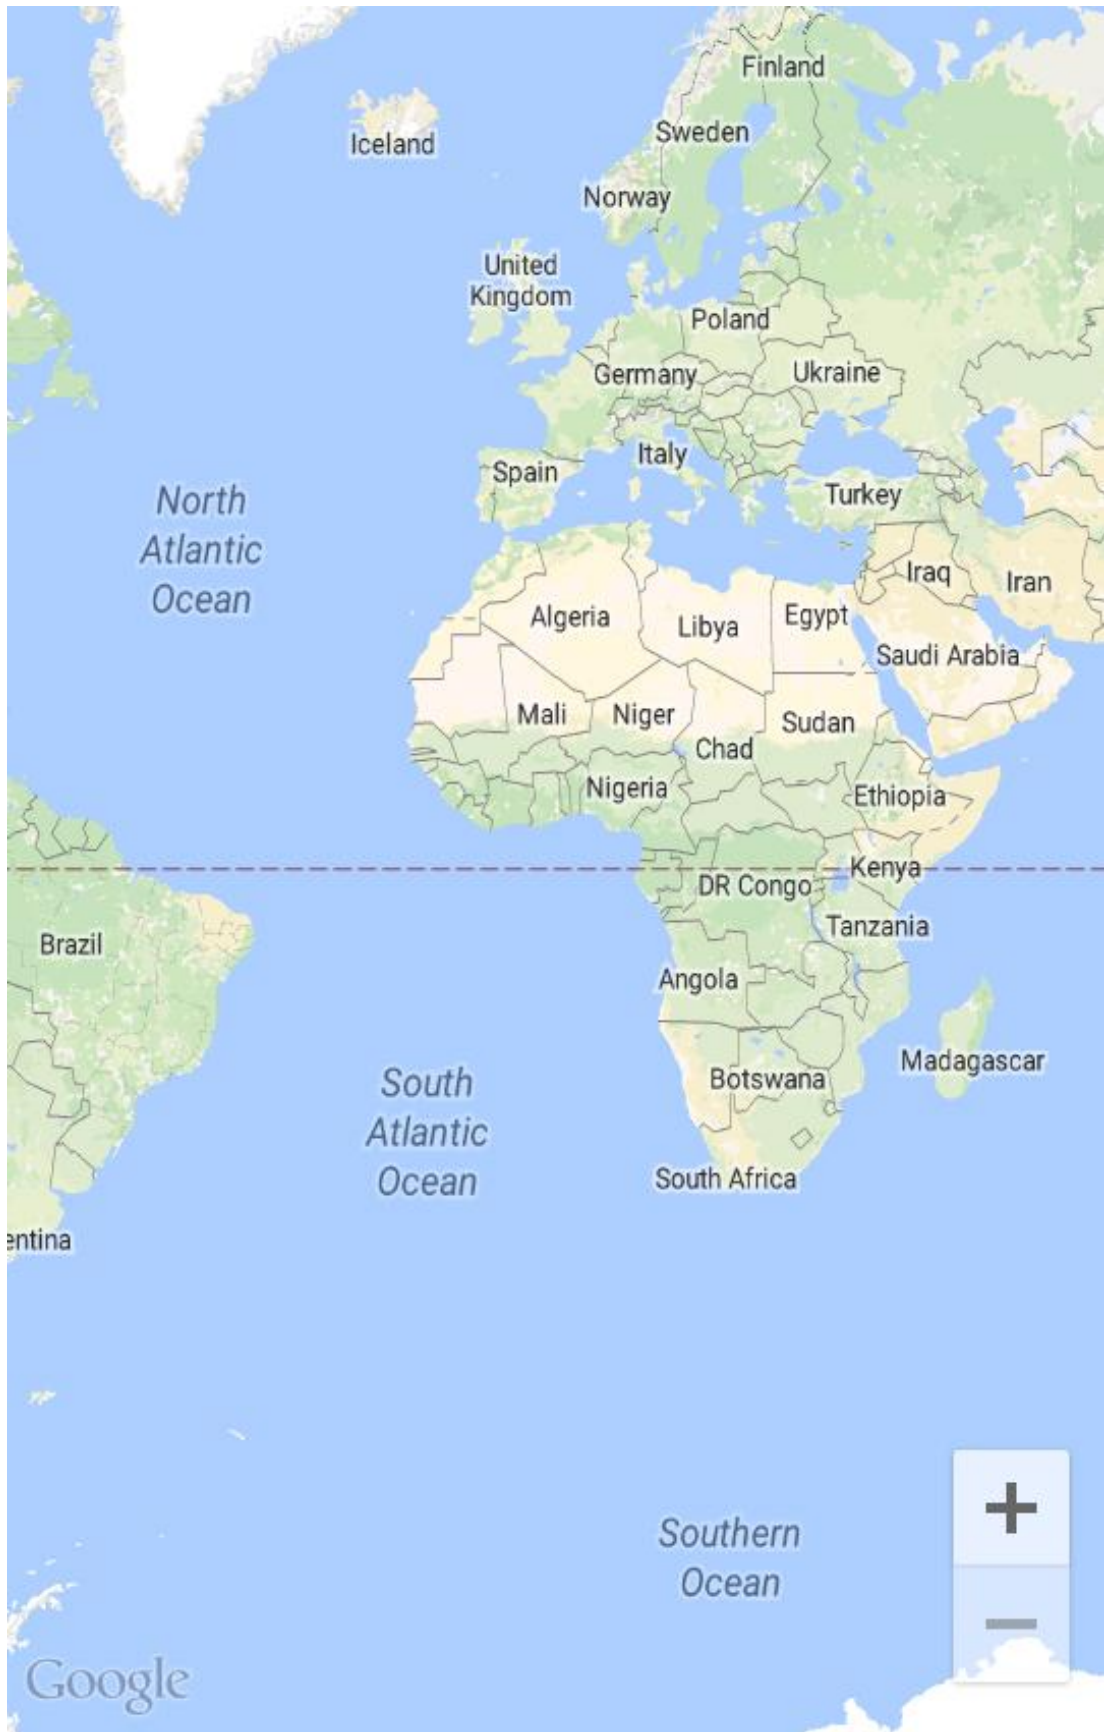 Finland
Sweden
Iceland
Norway
United
Kingdom
Poland
Germany
Ukraine
Italy
Spain
Turkey
North
Atlantic
Ocean
Iraq
Iran
Algeria
Libya
Egypt
Saudi Arabia
Mali
Niger
Sudan
Chad
Nigeria
Ethiopia
Kenya
DR Congo
Tanzania
Brazil
Angola
Madagascar
Botswana
South
Atlantic
Ocean
South Africa
entina
Southern
Ocean
+
−
Google